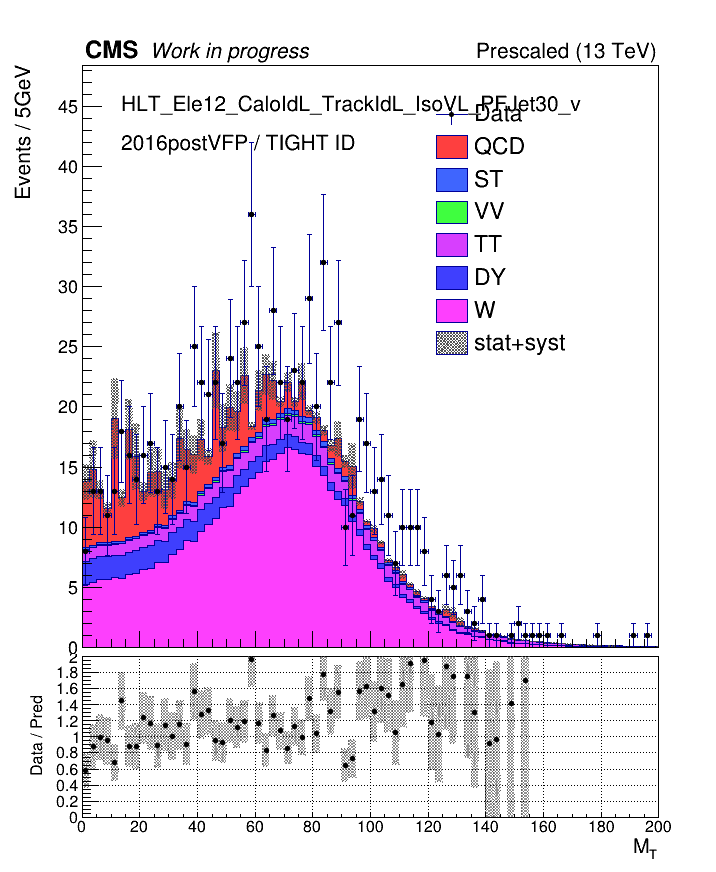 CMS Work in progress Prescaled (13 TeV)
Events / 5GeV
HLT_Ele12_CaloIdL_TrackIdL_IsoVL_PFJet30_v
Data
2016postVFP / TIGHT ID
QCD
ST
VV
TT
DY
W
stat+syst
45
40
35
30
25
20
15
10
5
0
Data / Pred
2
1.8
1.6
1.4
1.2
1
0.8
0.6
0.4
0.2
0
0 20 40 60 80 100 120 140 160 180 200
M_T